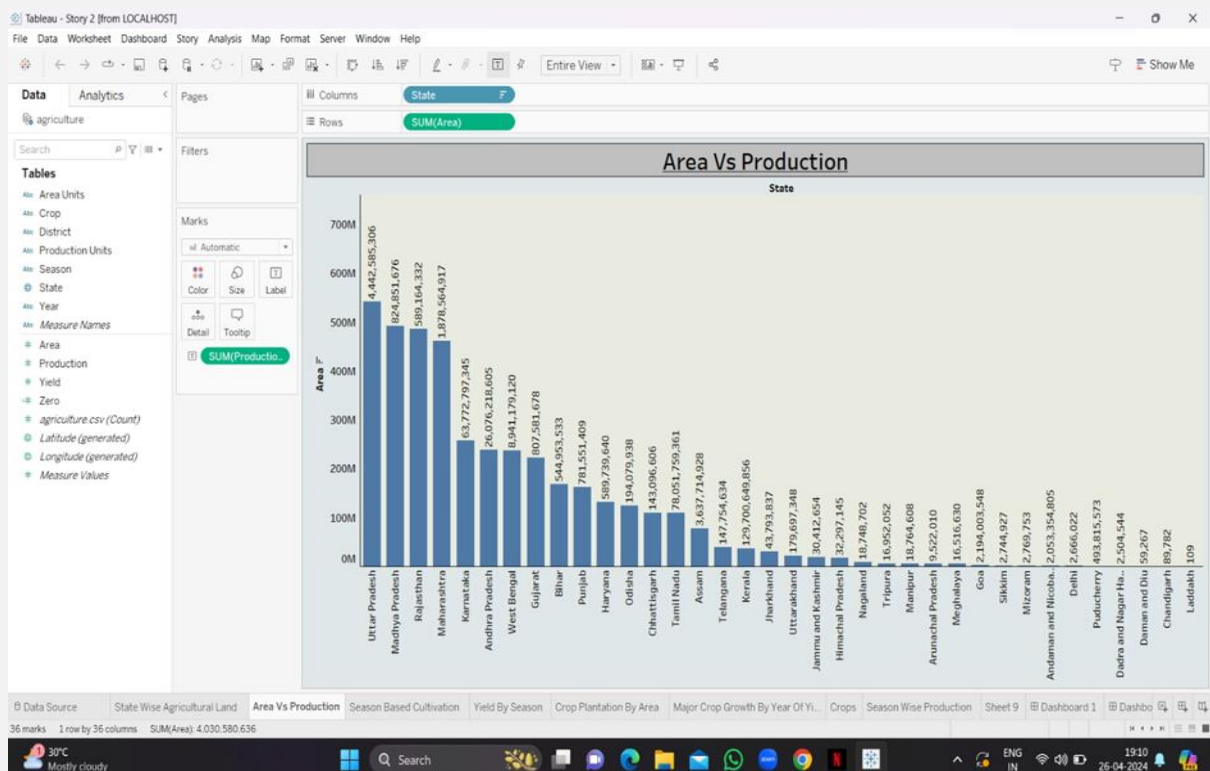 Tableau - Story 2 [from LOCALHOST]
File Data Worksheet Dashboard Story Analysis Map Format Server Window Help
Entire View
Show Me
Data Analytics
agriculture
Search
Tables
Abc Area Units
Abc Crop
Abc District
Abc Production Units
Abc Season
State
Abc Year
Abc Measure Names
# Area
# Production
# Yield
Zero
# agriculture.csv (Count)
Latitude (generated)
Longitude (generated)
# Measure Values
Pages
Filters
Marks
Automatic
Color Size Label
Detail Tooltip
SUM(Productio..
Columns State
Rows SUM(Area)
Area Vs Production
State
Area
700M
600M
500M
400M
300M
200M
100M
0M
4,442,585,306
824,851,676
589,164,332
1,878,564,917
63,772,797,345
26,076,218,605
8,941,179,120
807,581,678
544,953,533
781,551,409
589,739,640
194,079,938
143,096,606
78,051,759,361
3,637,714,928
147,754,634
129,700,649,856
43,793,837
179,697,348
30,412,654
32,297,145
18,748,702
16,952,052
18,764,608
9,522,010
16,516,630
2,194,003,548
2,744,927
2,769,753
2,053,354,805
2,666,022
493,815,573
2,504,544
59,267
89,782
109
Uttar Pradesh
Madhya Pradesh
Rajasthan
Maharashtra
Karnataka
Andhra Pradesh
West Bengal
Gujarat
Bihar
Punjab
Haryana
Odisha
Chhattisgarh
Tamil Nadu
Assam
Telangana
Kerala
Jharkhand
Uttarakhand
Jammu and Kashmir
Himachal Pradesh
Nagaland
Tripura
Manipur
Arunachal Pradesh
Meghalaya
Goa
Sikkim
Mizoram
Andaman and Nicoba..
Delhi
Puducherry
Dadra and Nagar Ha..
Daman and Diu
Chandigarh
Laddakh
Data Source State Wise Agricultural Land Area Vs Production Season Based Cultivation Yield By Season Crop Plantation By Area Major Crop Growth By Year Of Yi... Crops Season Wise Production Sheet 9 Dashboard 1 Dashbo
36 marks 1 row by 36 columns SUM(Area): 4,030,580,636
30°C
Mostly cloudy
Search
ENG
IN
19:10
26-04-2024